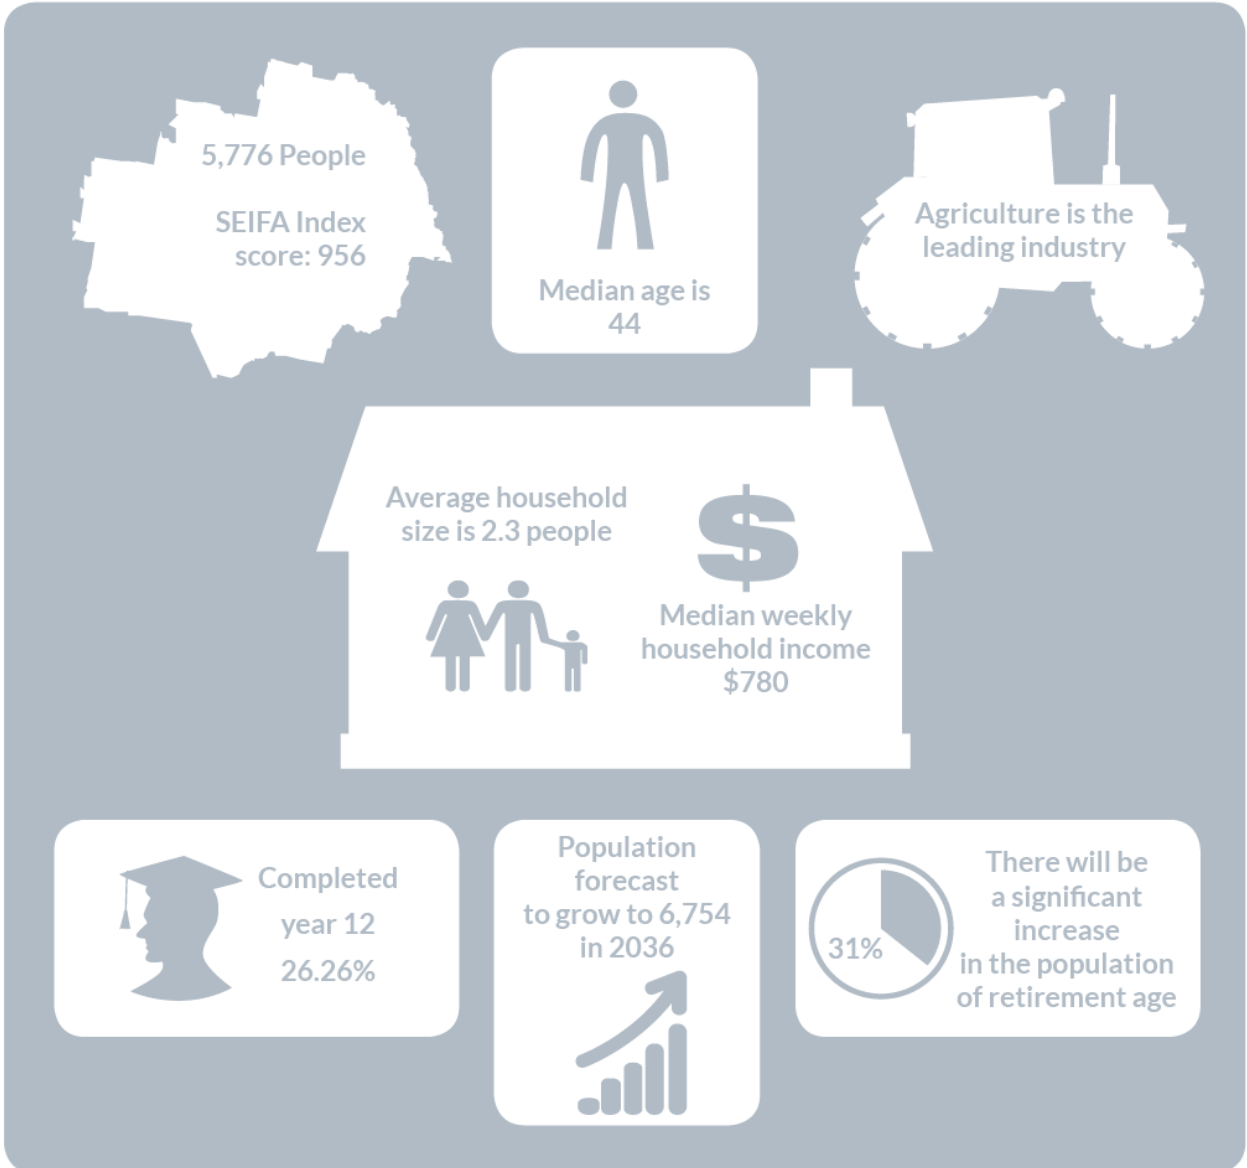 5,776 People
SEIFA Index
score: 956
Median age is
44
Agriculture is the
leading industry
Average household
size is 2.3 people
$
Median weekly
household income
$780
Completed
year 12
26.26%
Population
forecast
to grow to 6,754
in 2036
31%
There will be
a significant
increase
in the population
of retirement age